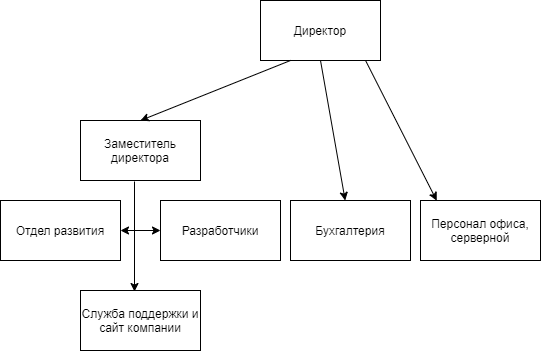 Директор
Заместитель
директора
Отдел развития
Разработчики
Бухгалтерия
Персонал офиса,
серверной
Служба поддержки и
сайт компании